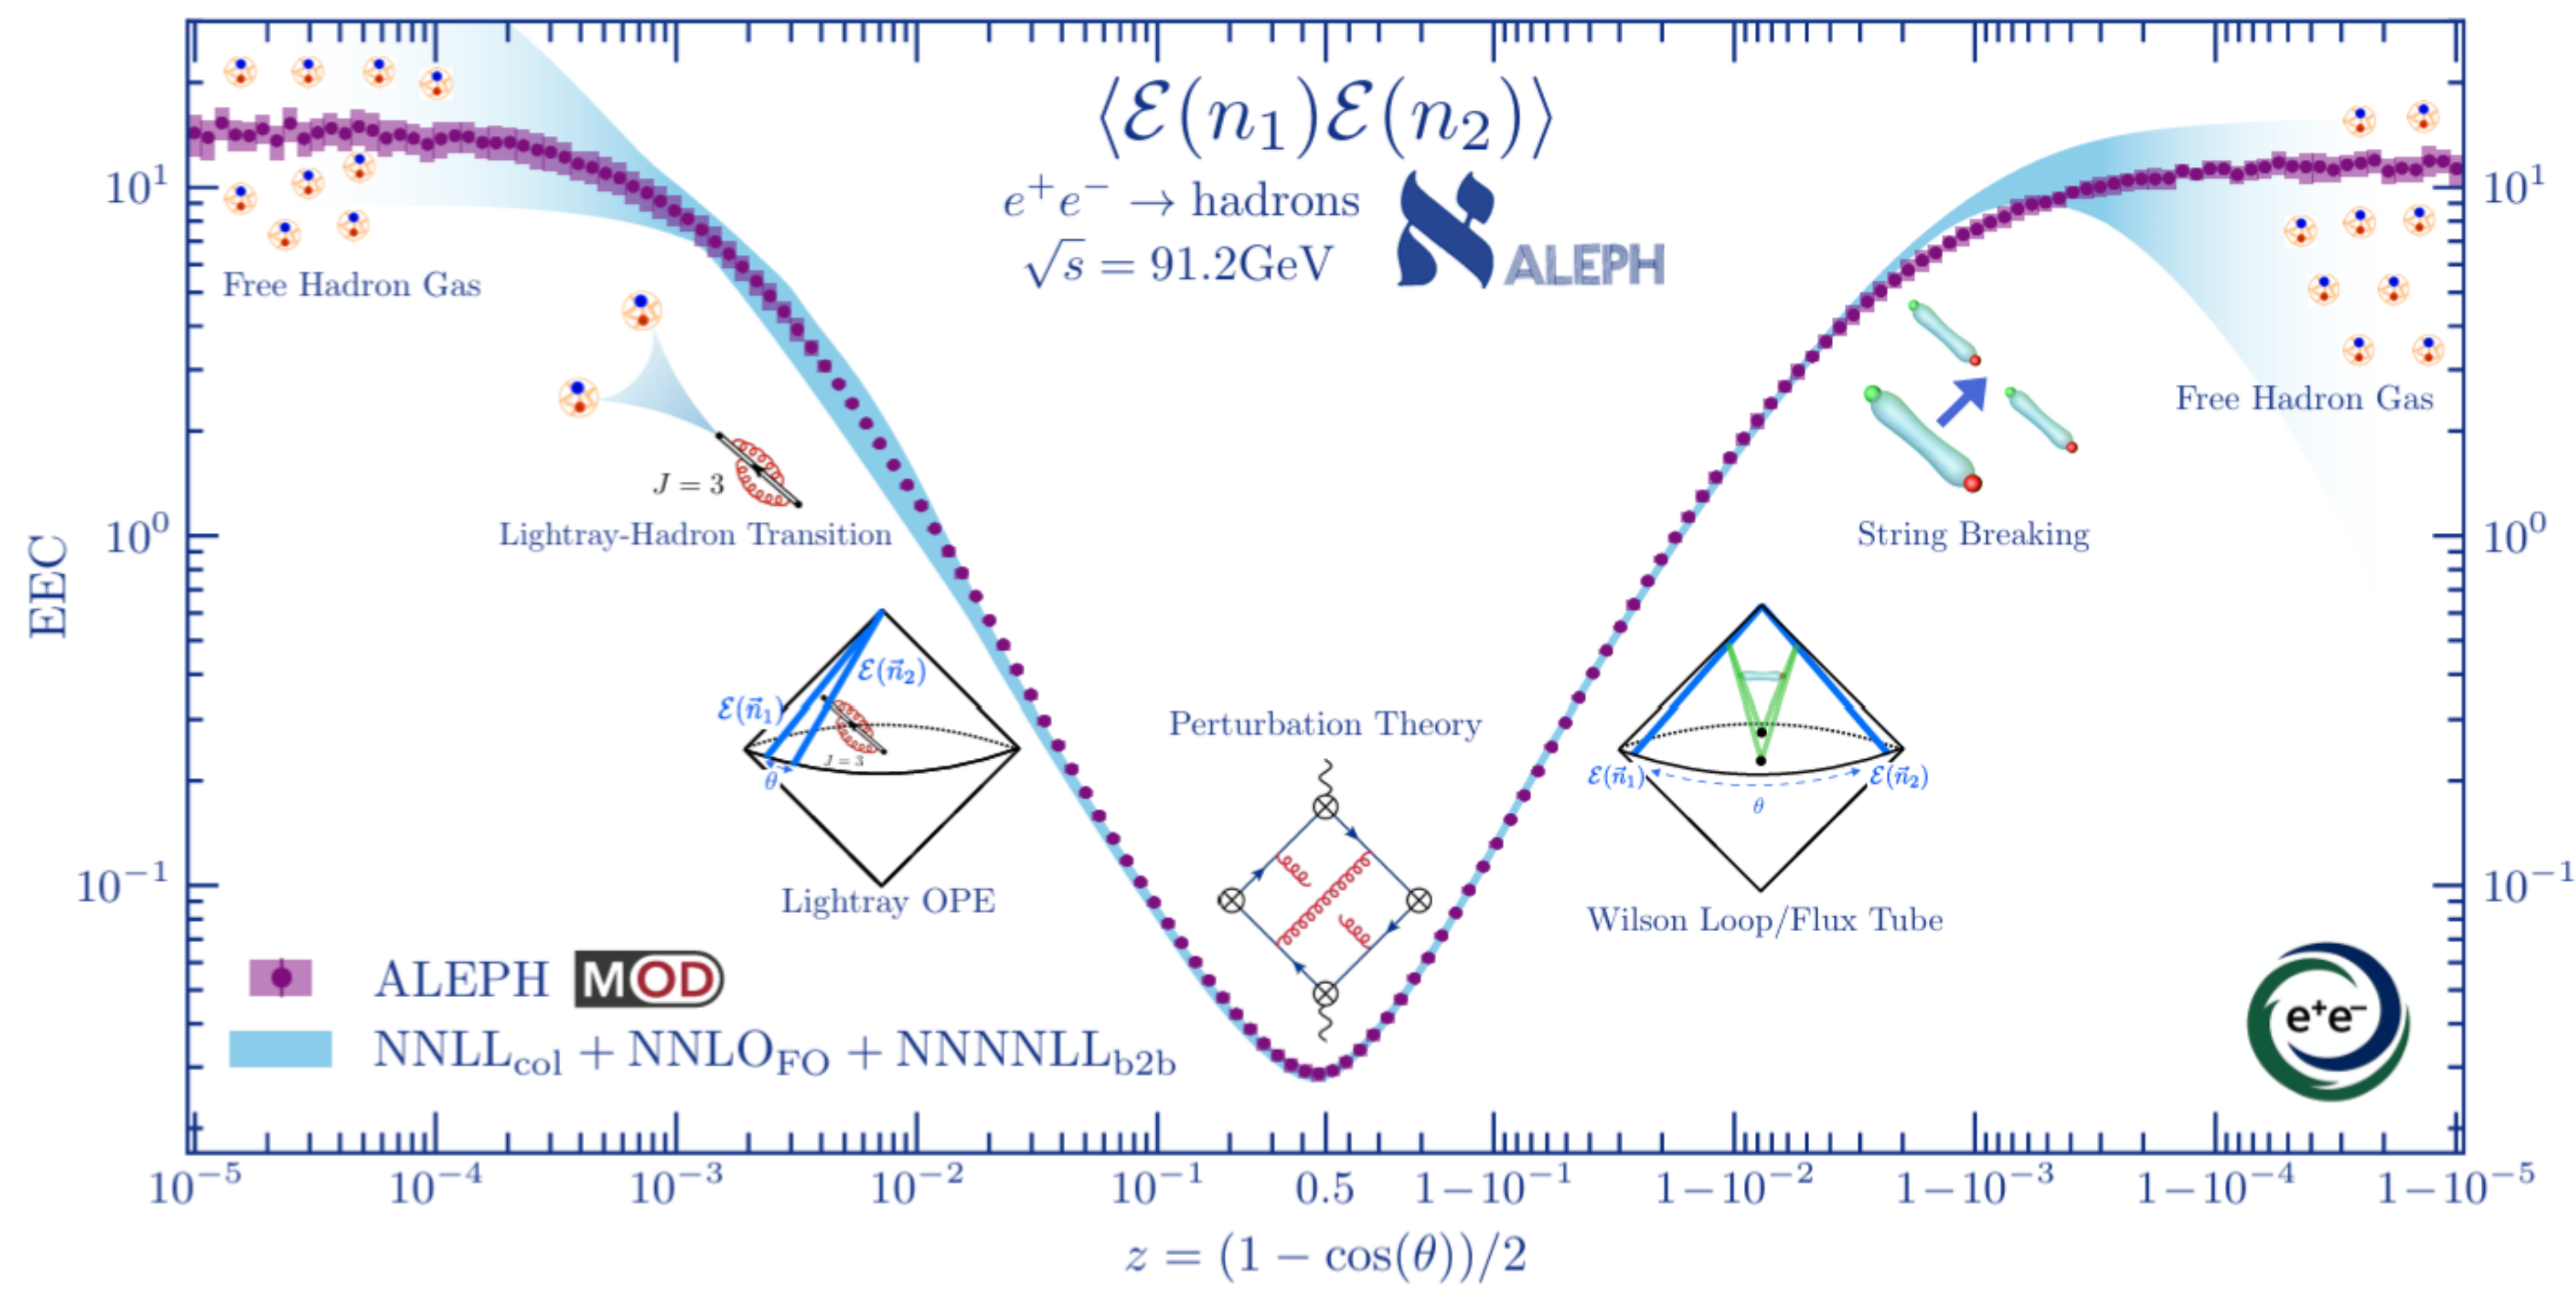 ⟨ℰ(n₁)ℰ(n₂)⟩
e⁺e⁻ → hadrons
√s = 91.2GeV
ALEPH
Free Hadron Gas
Free Hadron Gas
J = 3
Lightray-Hadron Transition
String Breaking
ℰ(n⃗₁) ℰ(n⃗₂)
J = 3
θ
Lightray OPE
Perturbation Theory
ℰ(n⃗₁) ℰ(n⃗₂)
θ
Wilson Loop/Flux Tube
ALEPH MOD
NNLL_col + NNLO_FO + NNNNLL_b2b
e⁺e⁻
EEC
10¹
10⁰
10⁻¹
10¹
10⁰
10⁻¹
10⁻⁵ 10⁻⁴ 10⁻³ 10⁻² 10⁻¹ 0.5 1−10⁻¹ 1−10⁻² 1−10⁻³ 1−10⁻⁴ 1−10⁻⁵
z = (1 − cos(θ))/2